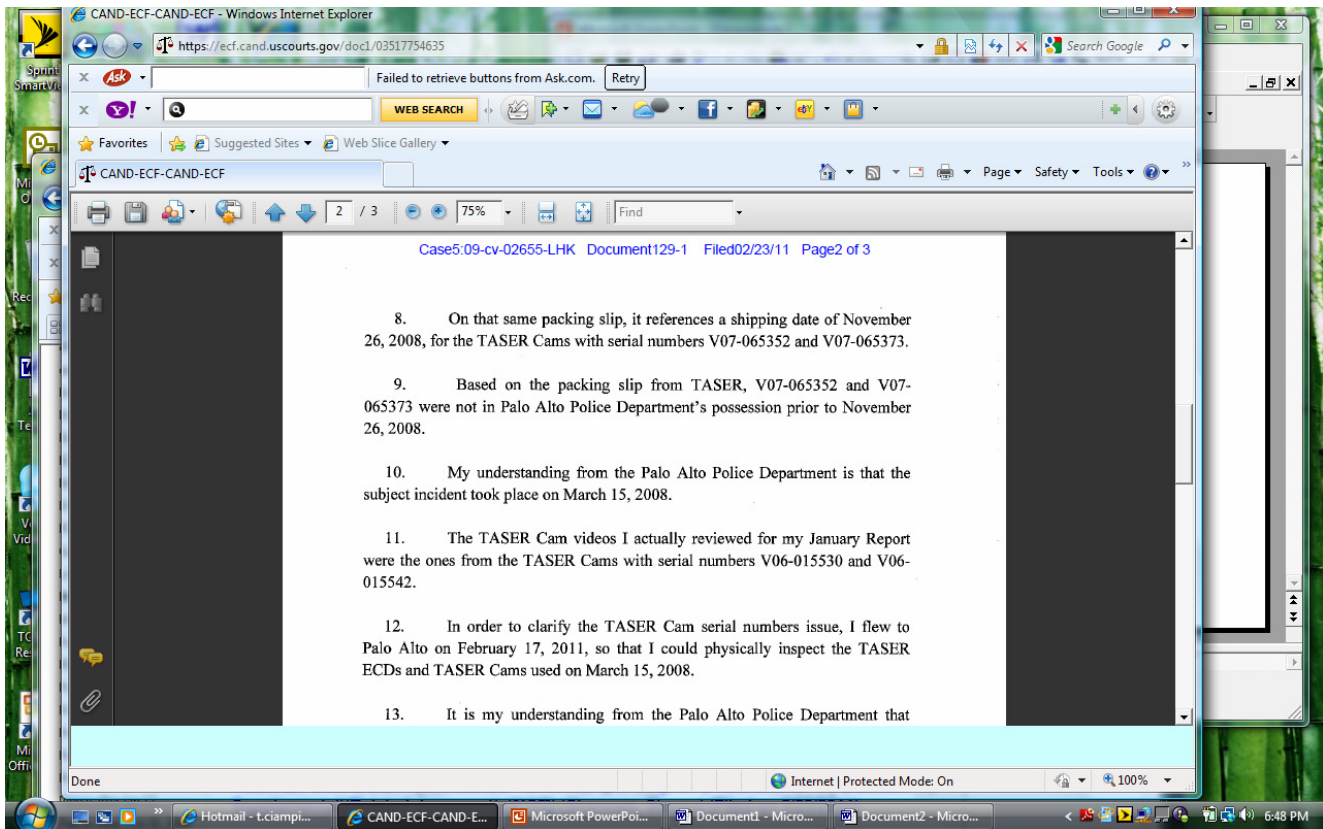 CAND-ECF-CAND-ECF - Windows Internet Explorer
https://ecf.cand.uscourts.gov/doc1/03517754635
Search Google
x Ask
Failed to retrieve buttons from Ask.com. Retry
x Y!
WEB SEARCH
Favorites Suggested Sites Web Slice Gallery
CAND-ECF-CAND-ECF
Page Safety Tools
2 / 3 75% Find
Case5:09-cv-02655-LHK Document129-1 Filed02/23/11 Page2 of 3
8. On that same packing slip, it references a shipping date of November
26, 2008, for the TASER Cams with serial numbers V07-065352 and V07-065373.
9. Based on the packing slip from TASER, V07-065352 and V07-
065373 were not in Palo Alto Police Department's possession prior to November
26, 2008.
10. My understanding from the Palo Alto Police Department is that the
subject incident took place on March 15, 2008.
11. The TASER Cam videos I actually reviewed for my January Report
were the ones from the TASER Cams with serial numbers V06-015530 and V06-
015542.
12. In order to clarify the TASER Cam serial numbers issue, I flew to
Palo Alto on February 17, 2011, so that I could physically inspect the TASER
ECDs and TASER Cams used on March 15, 2008.
13. It is my understanding from the Palo Alto Police Department that
Done
Internet | Protected Mode: On
100%
Sprint
SmartVi
Mi
O
Rec
Te
V
Vid
TC
Re
Mi
Offi
Hotmail - t.ciampi...
CAND-ECF-CAND-E...
Microsoft PowerPoi...
Document1 - Micro...
Document2 - Micro...
6:48 PM